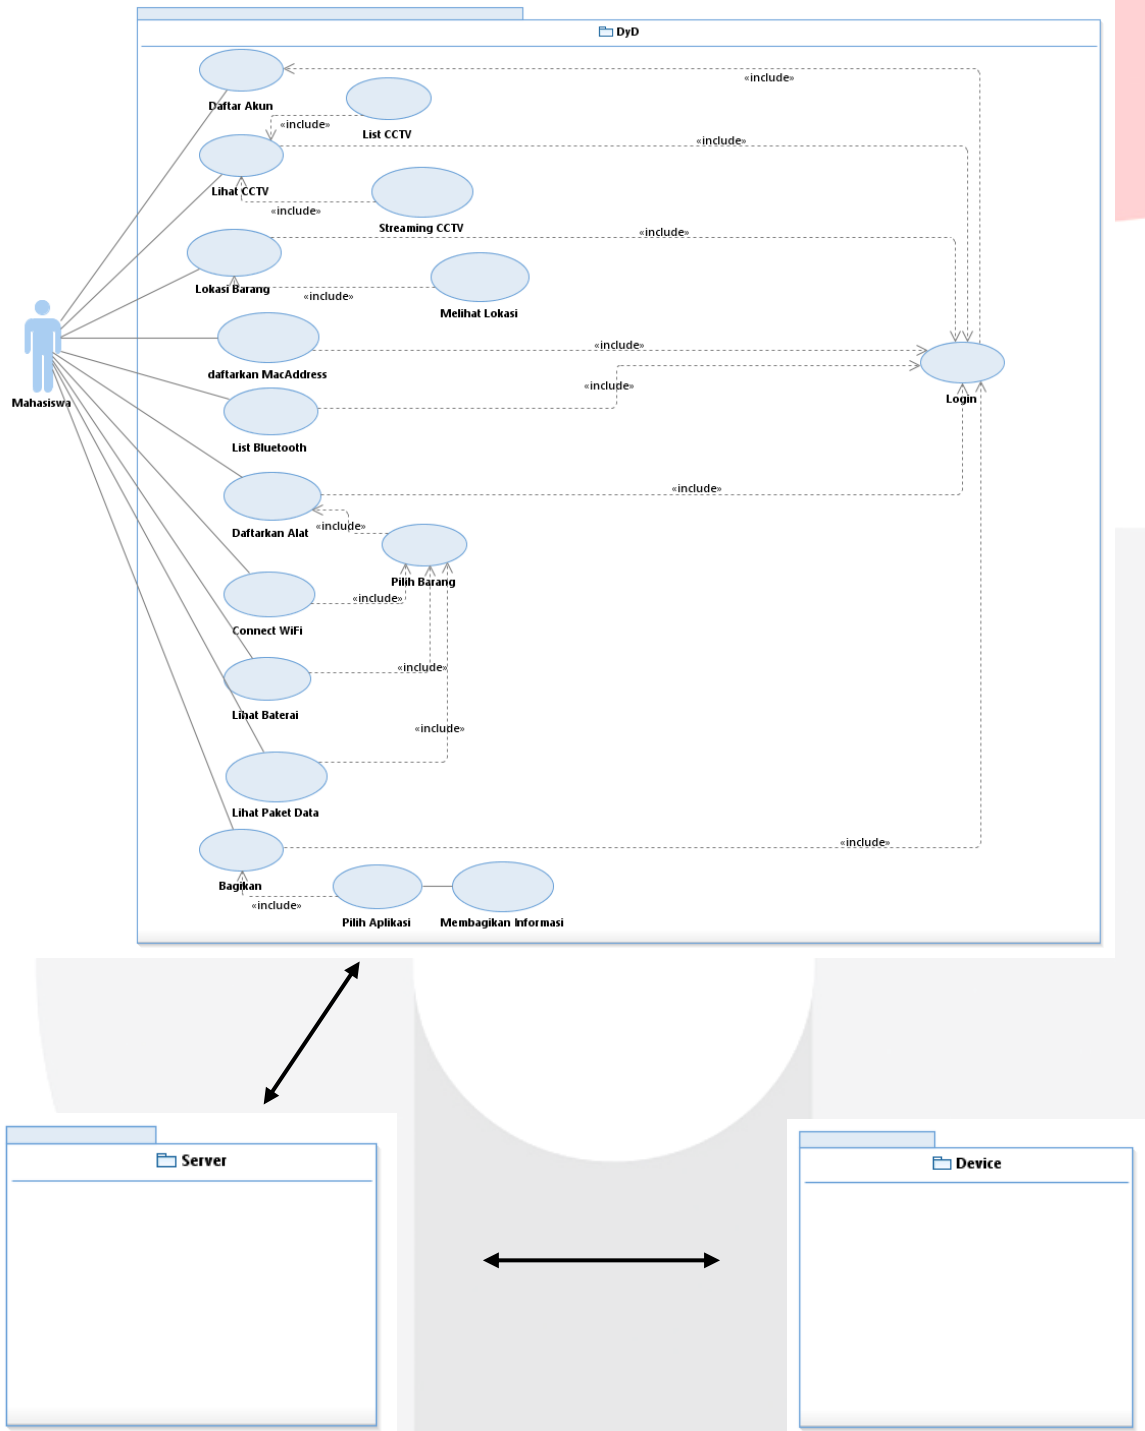 DyD
«include»
Daftar Akun
«include»
List CCTV
«include»
Lihat CCTV
«include»
Streaming CCTV
«include»
Lokasi Barang
«include»
Melihat Lokasi
«include»
daftarkan MacAddress
«include»
Login
Mahasiswa
List Bluetooth
«include»
Daftarkan Alat
«include»
Pilih Barang
«include»
Connect WiFi
«include»
Lihat Baterai
«include»
Lihat Paket Data
«include»
Bagikan
«include»
Pilih Aplikasi
Membagikan Informasi
Server
Device